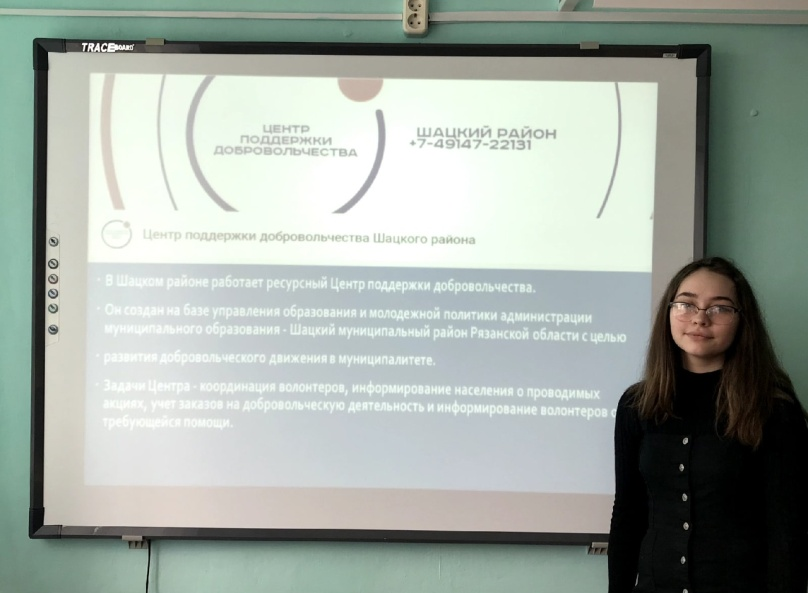 TRACEBOARD
ЦЕНТР
ПОДДЕРЖКИ
ДОБРОВОЛЬЧЕСТВА
ШАЦКИЙ РАЙОН
+7-49147-22131
Центр поддержки добровольчества Шацкого района
· В Шацком районе работает ресурсный Центр поддержки добровольчества.
· Он создан на базе управления образования и молодежной политики администрации
муниципального образования - Шацкий муниципальный район Рязанской области с целью
· развития добровольческого движения в муниципалитете.
· Задачи Центра - координация волонтеров, информирование населения о проводимых
акциях, учет заказов на добровольческую деятельность и информирование волонтеров о
требующейся помощи.